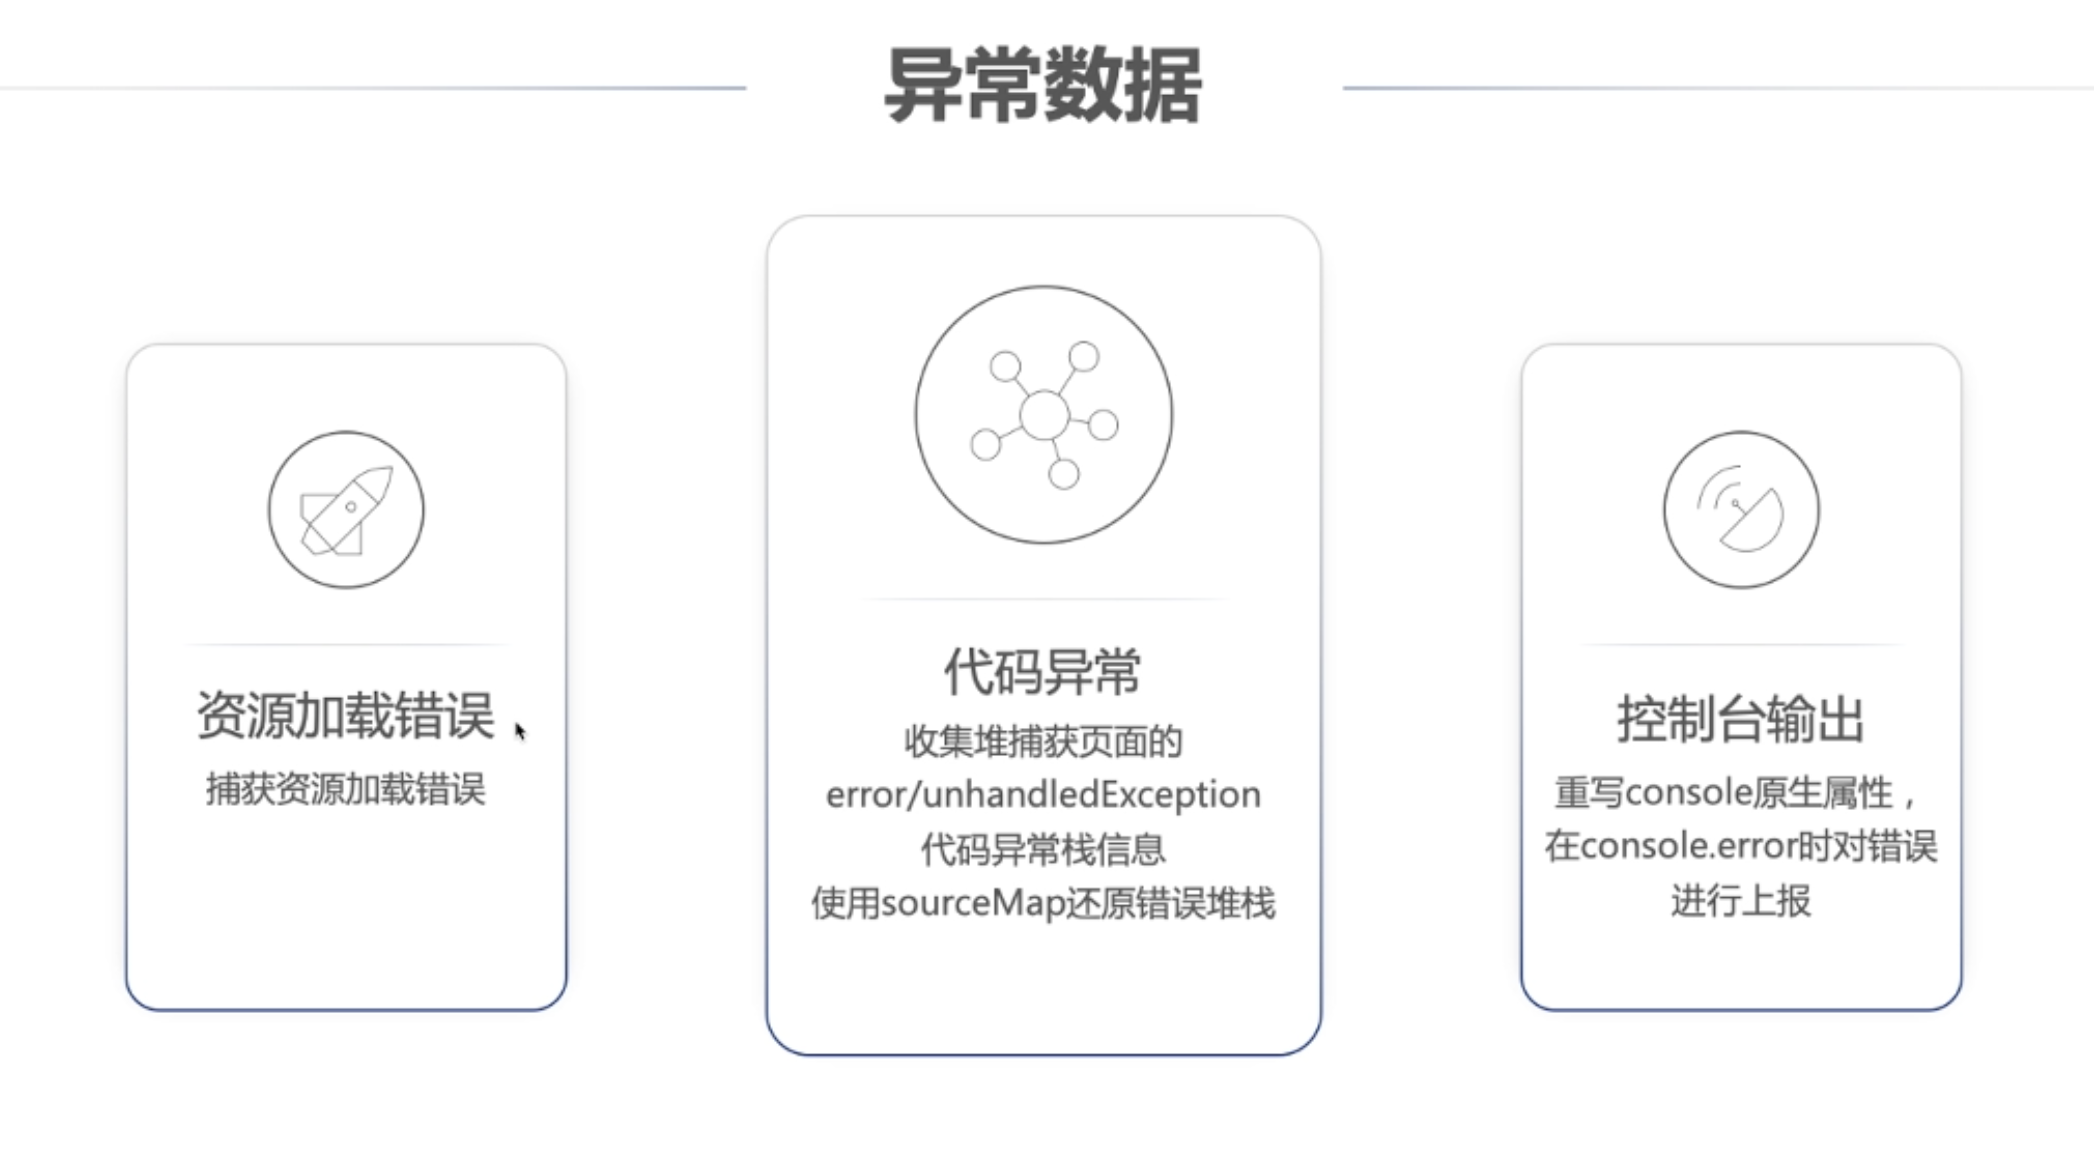 异常数据
资源加载错误
捕获资源加载错误
代码异常
收集堆捕获页面的
error/unhandledException
代码异常栈信息
使用sourceMap还原错误堆栈
控制台输出
重写console原生属性，
在console.error时对错误
进行上报